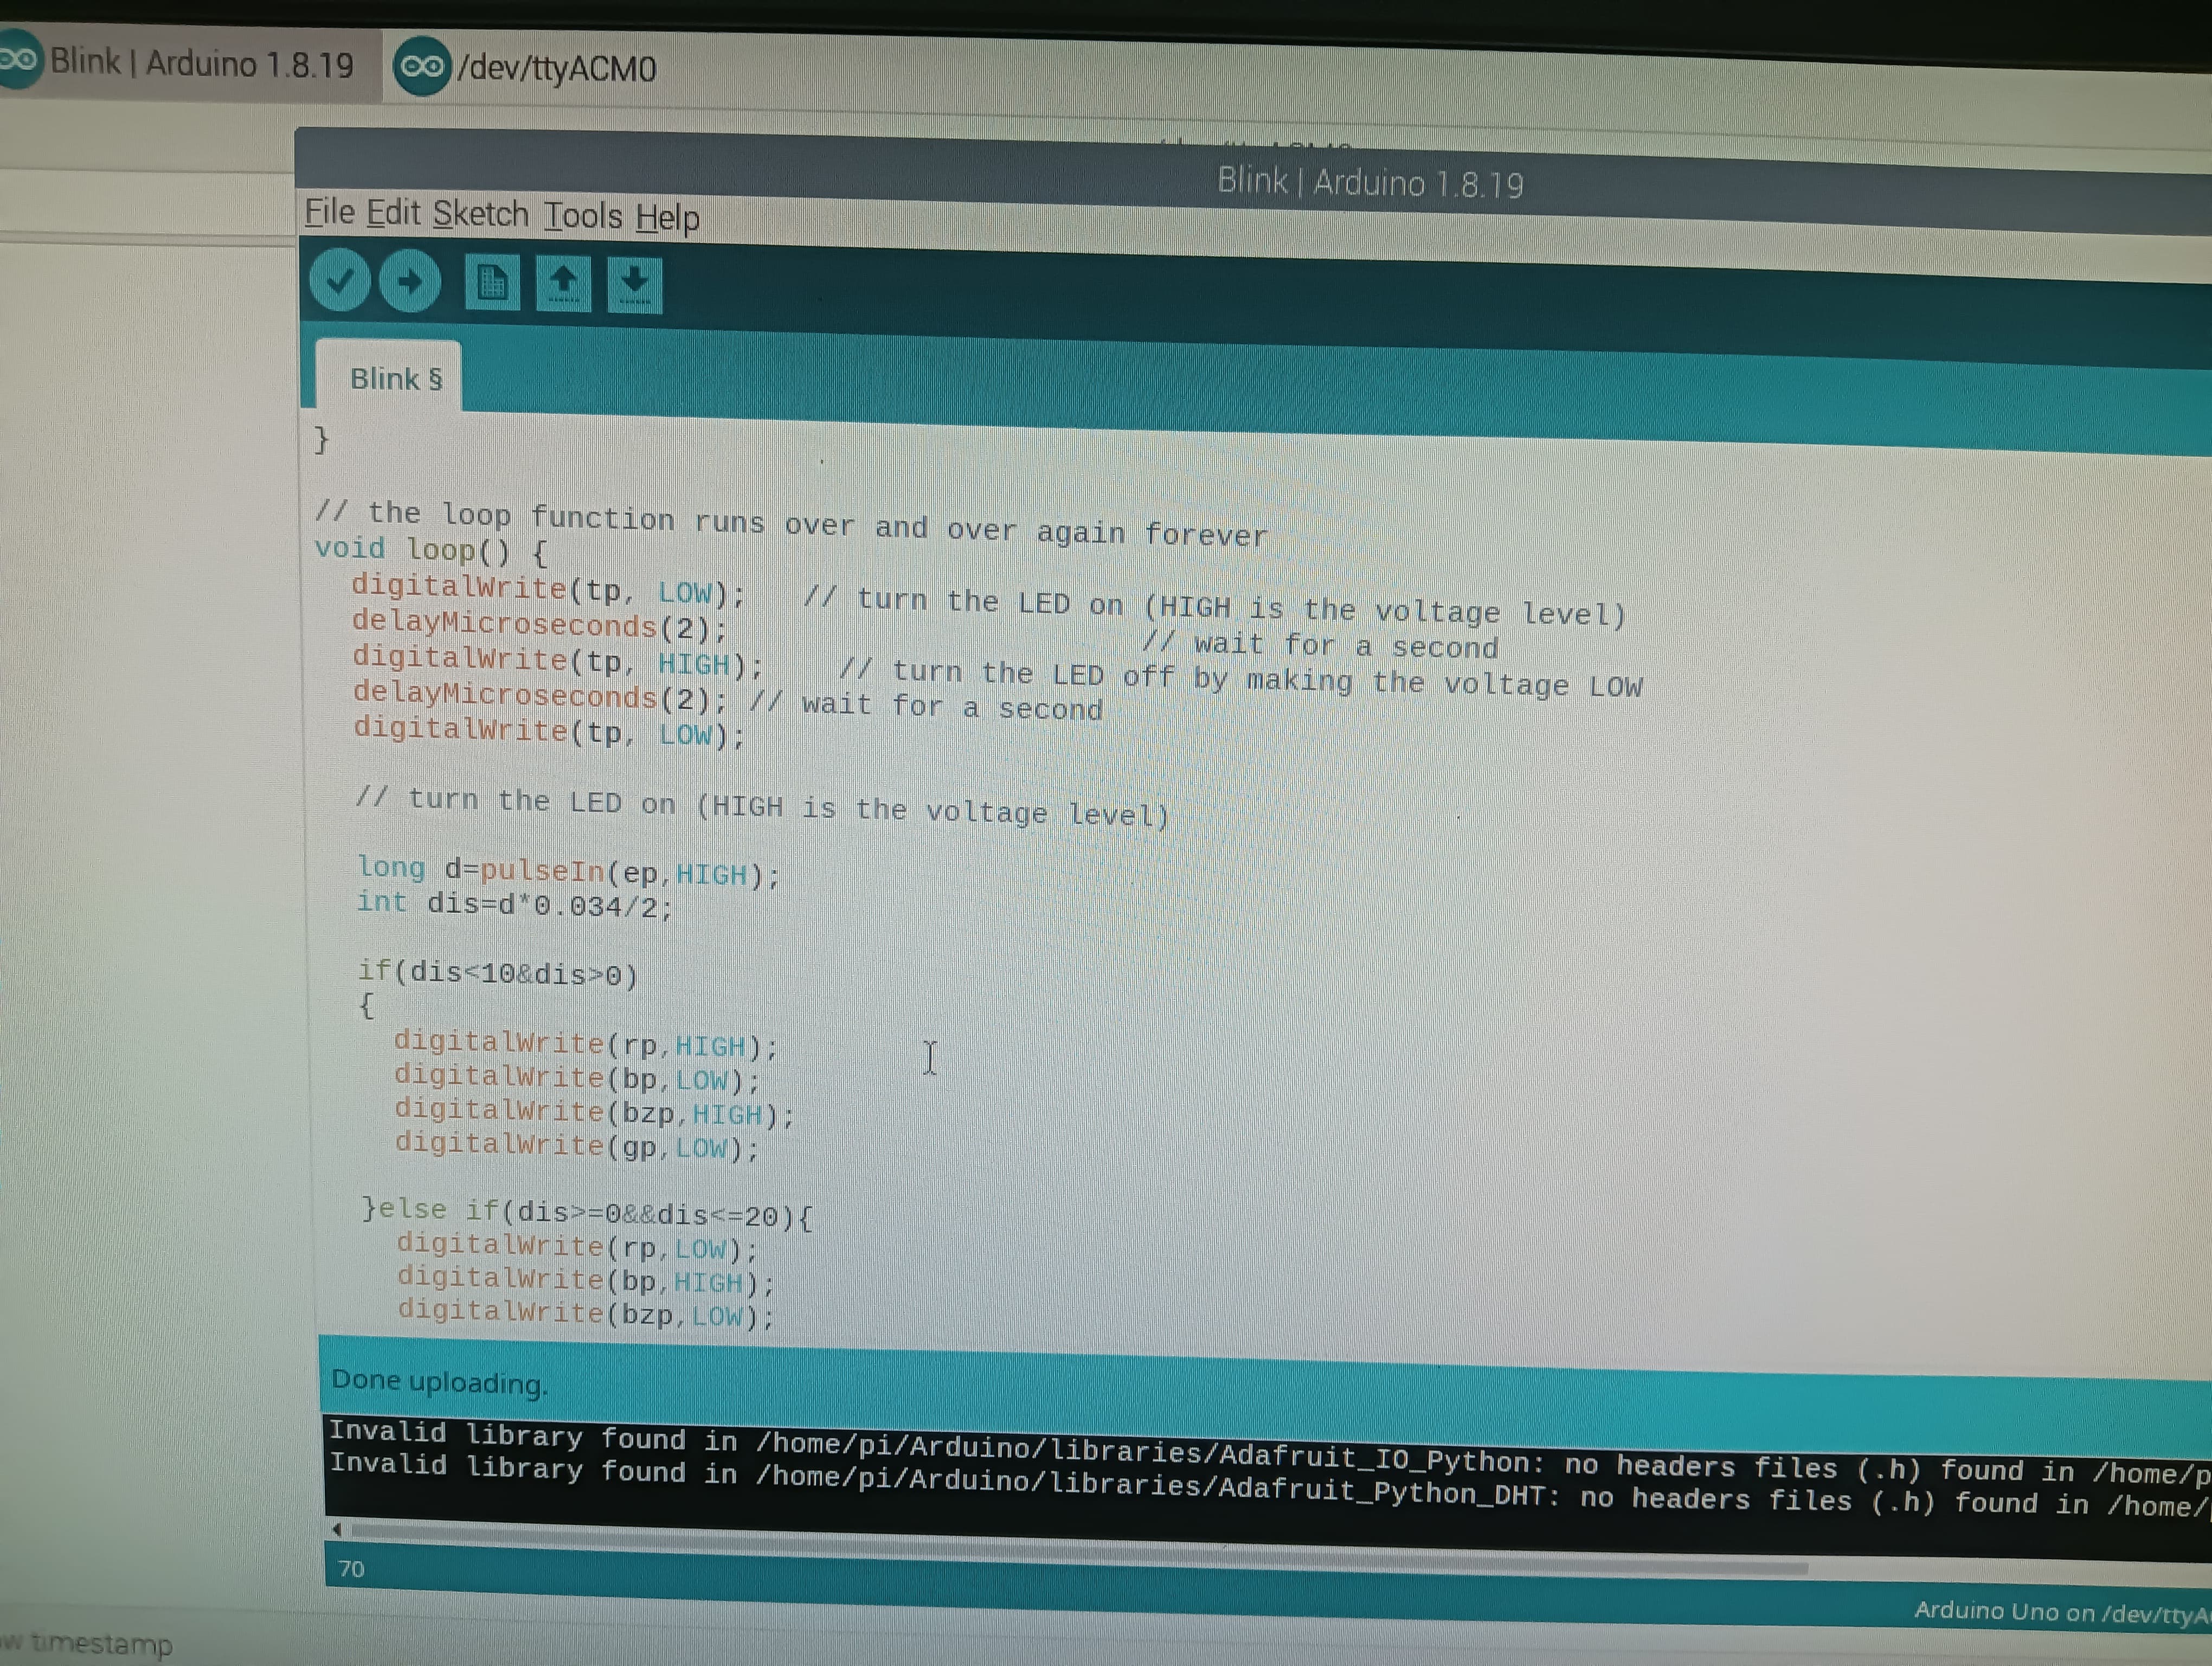 Blink | Arduino 1.8.19
/dev/ttyACM0
Blink | Arduino 1.8.19
File Edit Sketch Tools Help
Blink §
}
// the loop function runs over and over again forever
void loop() {
digitalWrite(tp, LOW);   // turn the LED on (HIGH is the voltage level)
delayMicroseconds(2);                       // wait for a second
digitalWrite(tp, HIGH);    // turn the LED off by making the voltage LOW
delayMicroseconds(2); // wait for a second
digitalWrite(tp, LOW);
// turn the LED on (HIGH is the voltage level)
long d=pulseIn(ep,HIGH);
int dis=d*0.034/2;
if(dis<10&dis>0)
{
digitalWrite(rp,HIGH);
digitalWrite(bp,LOW);
digitalWrite(bzp,HIGH);
digitalWrite(gp,LOW);
}else if(dis>=0&&dis<=20){
digitalWrite(rp,LOW);
digitalWrite(bp,HIGH);
digitalWrite(bzp,LOW);
Done uploading.
Invalid library found in /home/pi/Arduino/libraries/Adafruit_IO_Python: no headers files (.h) found in /home/p
Invalid library found in /home/pi/Arduino/libraries/Adafruit_Python_DHT: no headers files (.h) found in /home/
70
Arduino Uno on /dev/ttyA
timestamp